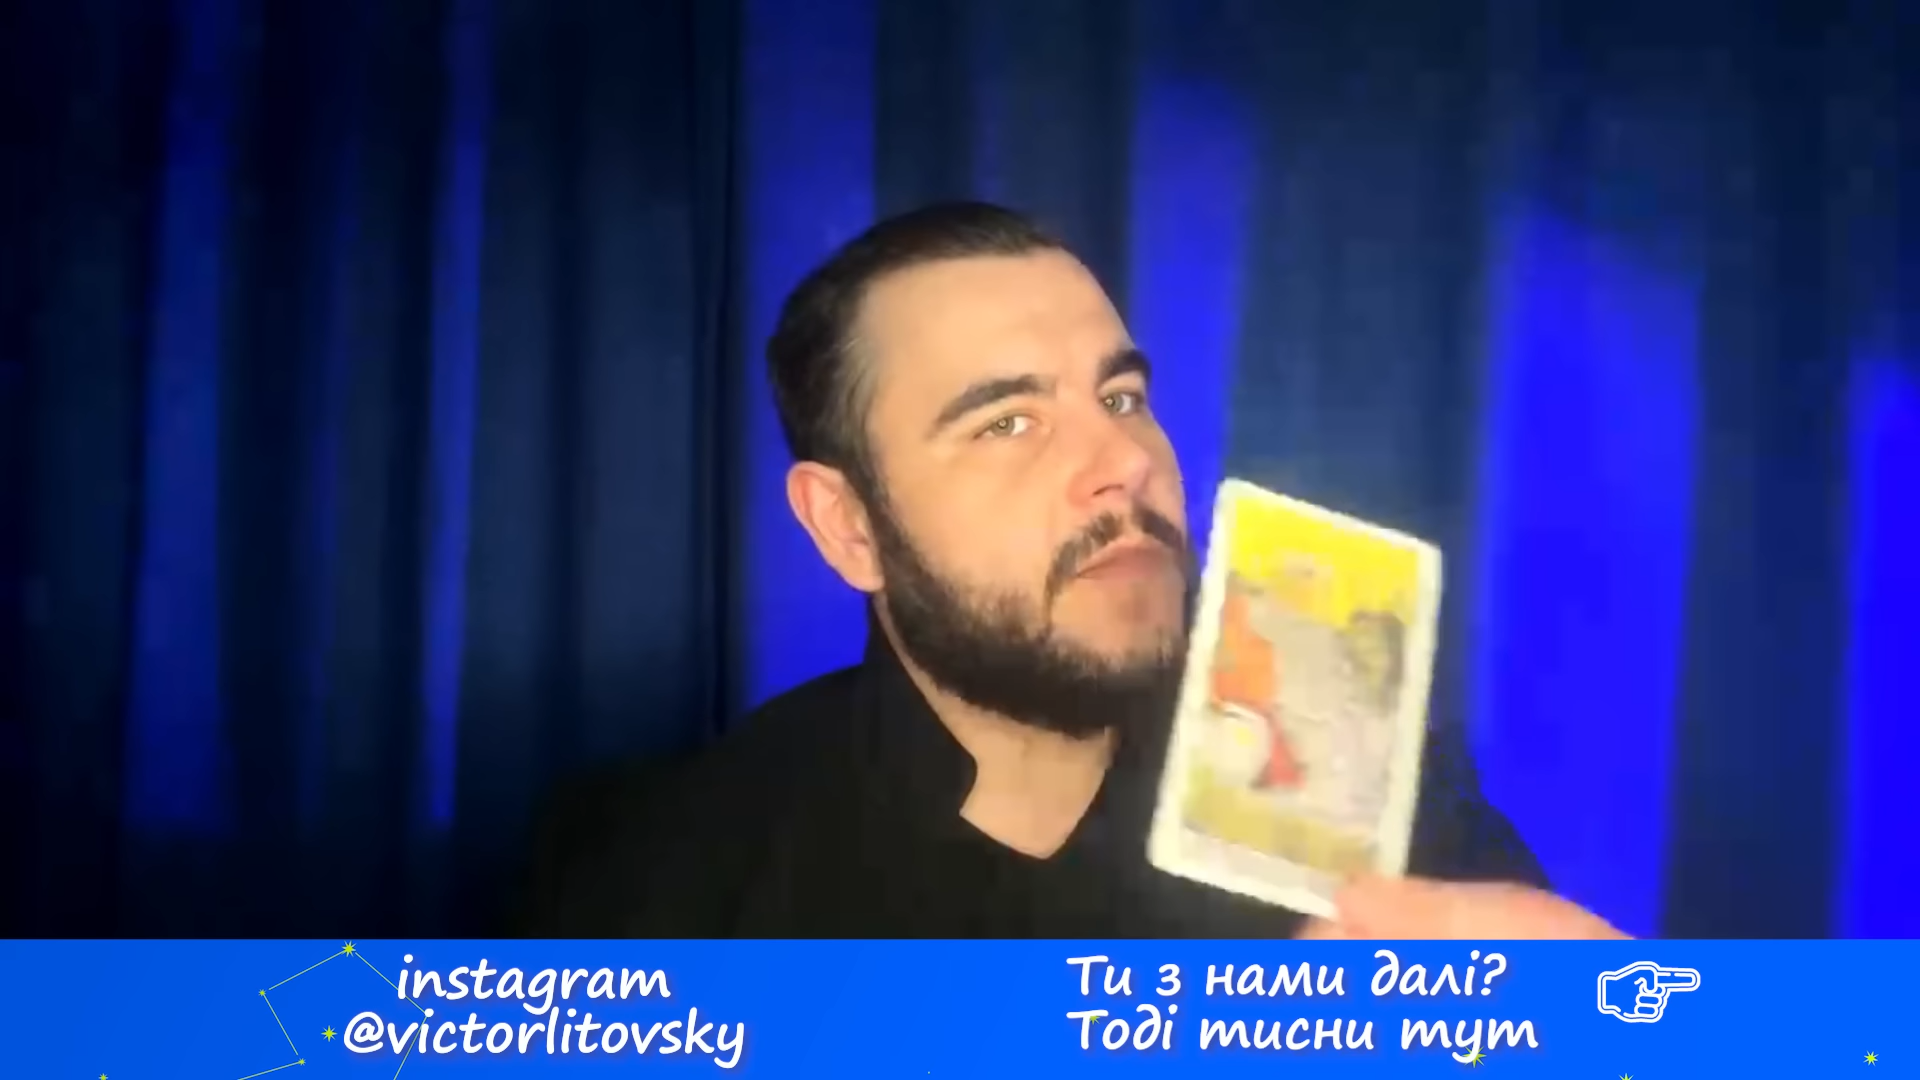 instagram
@victorlitovsky
Ти з нами далі?
Тоді тисни тут